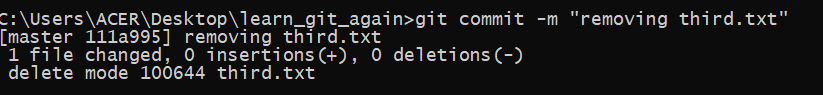 C:\Users\ACER\Desktop\learn_git_again>git commit -m "removing third.txt"
[master 111a995] removing third.txt
 1 file changed, 0 insertions(+), 0 deletions(-)
 delete mode 100644 third.txt